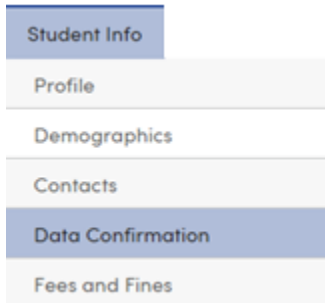 Student Info
Profile
Demographics
Contacts
Data Confirmation
Fees and Fines